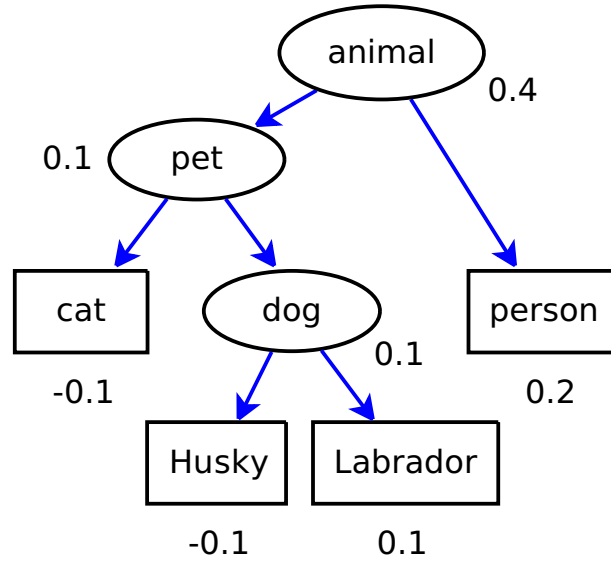 animal
0.4
0.1
pet
cat
dog
person
0.1
-0.1
0.2
Husky
Labrador
-0.1
0.1